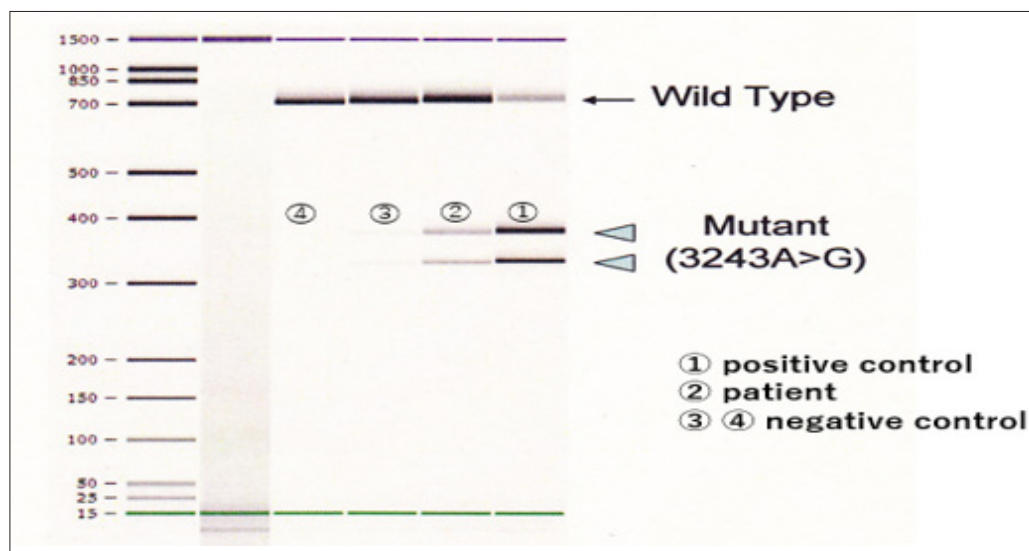 1500
1000
850
700
500
400
300
200
150
100
50
25
15
④ ③ ② ①
Wild Type
Mutant
(3243A>G)
① positive control
② patient
③ ④ negative control